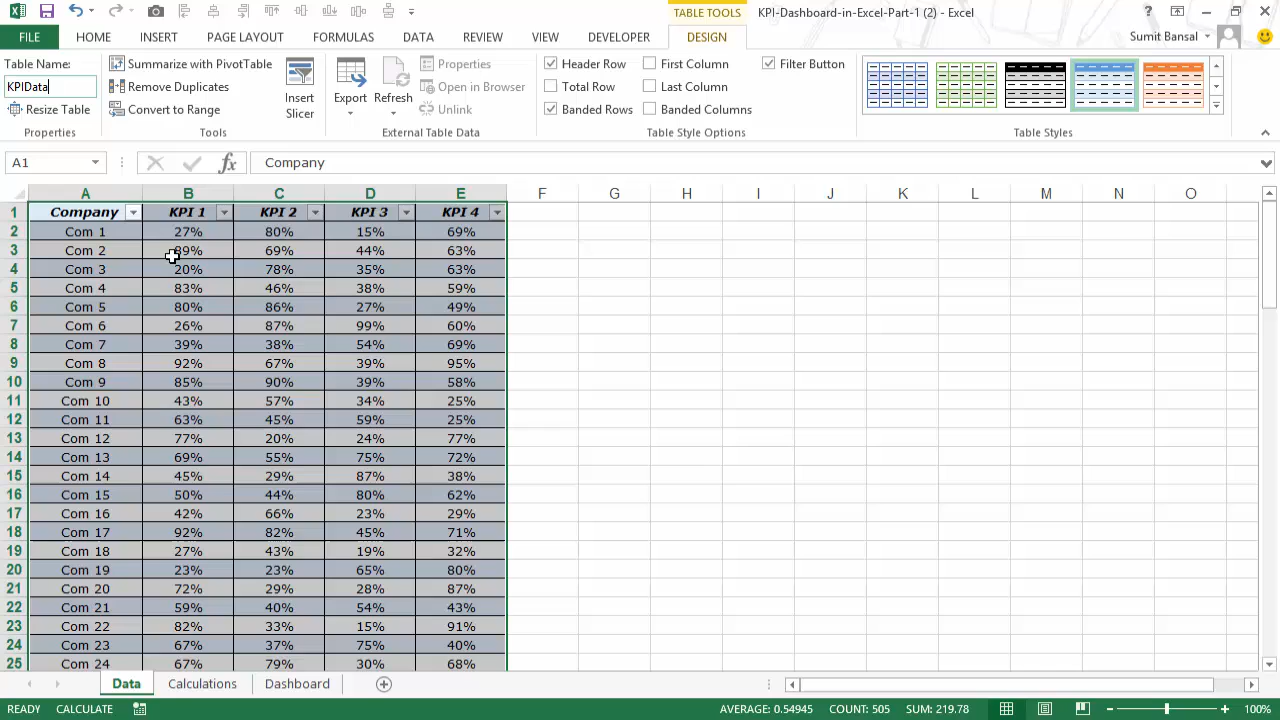 TABLE TOOLS
KPI-Dashboard-in-Excel-Part-1 (2) - Excel
FILE HOME INSERT PAGE LAYOUT FORMULAS DATA REVIEW VIEW DEVELOPER DESIGN Sumit Bansal
Table Name:
KPIData
Resize Table
Properties
Summarize with PivotTable
Remove Duplicates
Convert to Range
Insert
Slicer
Tools
Export
Refresh
Properties
Open in Browser
Unlink
External Table Data
Header Row
Total Row
Banded Rows
First Column
Last Column
Banded Columns
Filter Button
Table Style Options
Table Styles
A1 fx Company
A B C D E F G H I J K L M N O
1 Company KPI 1 KPI 2 KPI 3 KPI 4
2 Com 1 27% 80% 15% 69%
3 Com 2 89% 69% 44% 63%
4 Com 3 20% 78% 35% 63%
5 Com 4 83% 46% 38% 59%
6 Com 5 80% 86% 27% 49%
7 Com 6 26% 87% 99% 60%
8 Com 7 39% 38% 54% 69%
9 Com 8 92% 67% 39% 95%
10 Com 9 85% 90% 39% 58%
11 Com 10 43% 57% 34% 25%
12 Com 11 63% 45% 59% 25%
13 Com 12 77% 20% 24% 77%
14 Com 13 69% 55% 75% 72%
15 Com 14 45% 29% 87% 38%
16 Com 15 50% 44% 80% 62%
17 Com 16 42% 66% 23% 29%
18 Com 17 92% 82% 45% 71%
19 Com 18 27% 43% 19% 32%
20 Com 19 23% 23% 65% 80%
21 Com 20 72% 29% 28% 87%
22 Com 21 59% 40% 54% 43%
23 Com 22 82% 33% 15% 91%
24 Com 23 67% 37% 75% 40%
25 Com 24 67% 79% 30% 68%
Data Calculations Dashboard
READY CALCULATE AVERAGE: 0.54945 COUNT: 505 SUM: 219.78 100%